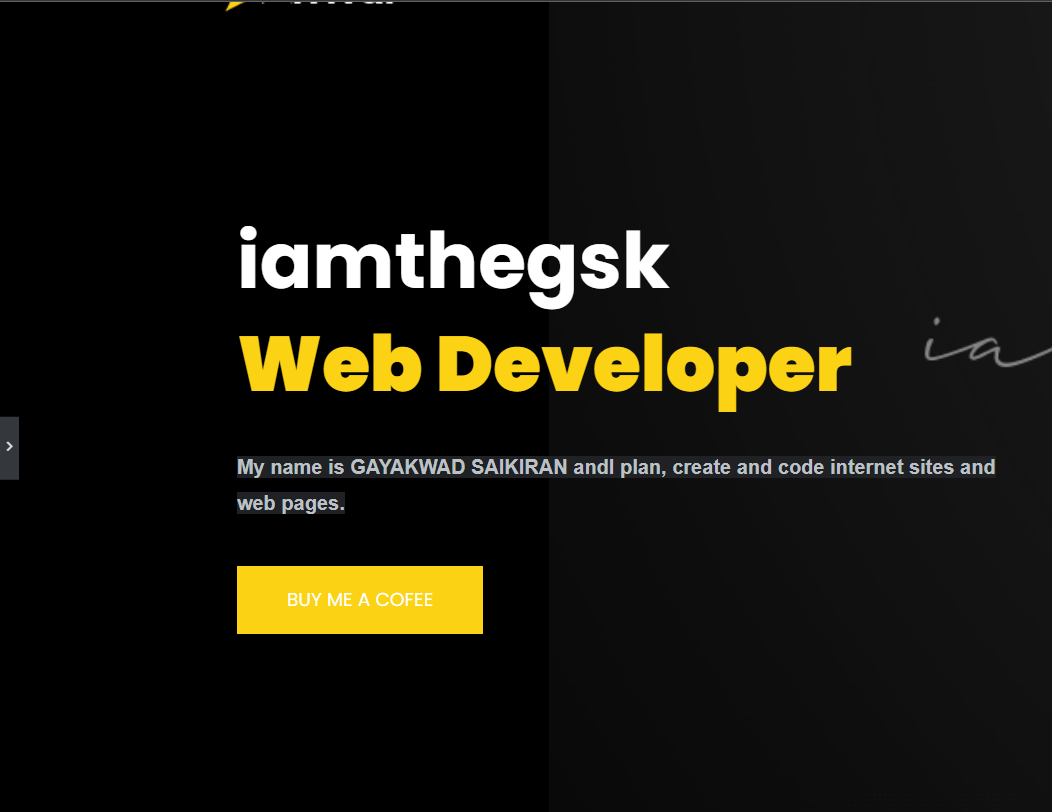 iamthegsk
Web Developer
ia
My name is GAYAKWAD SAIKIRAN andI plan, create and code internet sites and
web pages.
BUY ME A COFEE